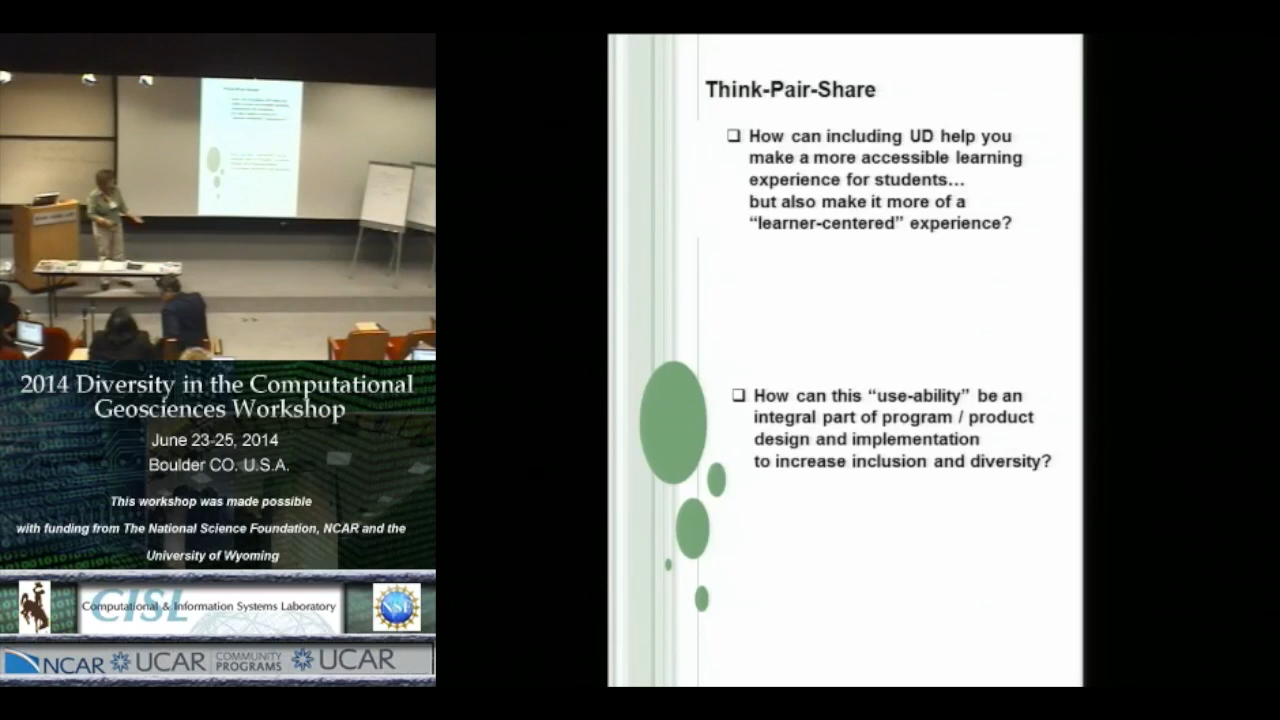 2014 Diversity in the Computational
Geosciences Workshop
June 23-25, 2014
Boulder CO. U.S.A.
This workshop was made possible
with funding from The National Science Foundation, NCAR and the
University of Wyoming
CISL
Computational & Information Systems Laboratory
NSF
NCAR
UCAR
COMMUNITY
PROGRAMS
UCAR
Think-Pair-Share
How can including UD help you
make a more accessible learning
experience for students…
but also make it more of a
“learner-centered” experience?
How can this “use-ability” be an
integral part of program / product
design and implementation
to increase inclusion and diversity?